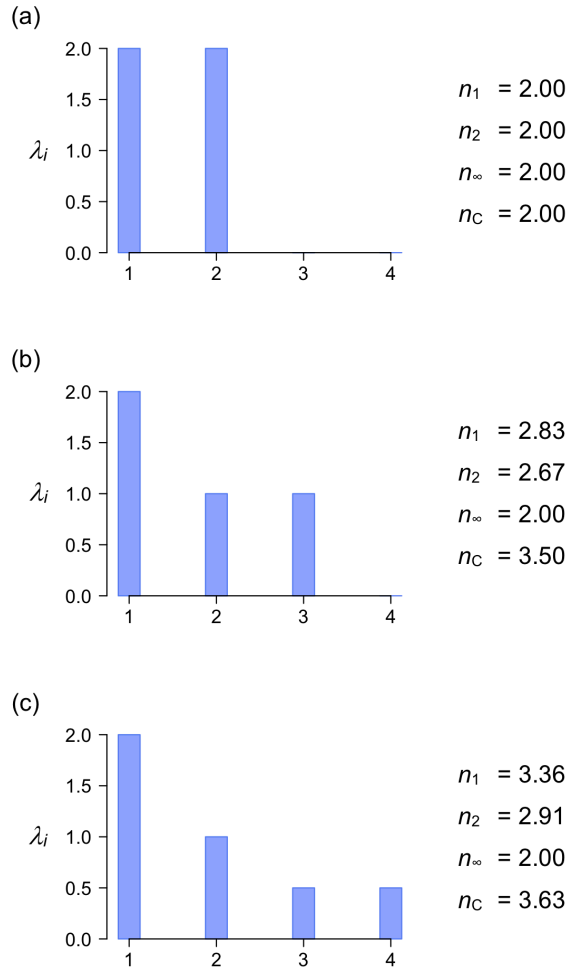 (a)
2.0
1.5
λi 1.0
0.5
0.0
1 2 3 4
n1 = 2.00
n2 = 2.00
n∞ = 2.00
nC = 2.00
(b)
2.0
1.5
λi 1.0
0.5
0.0
1 2 3 4
n1 = 2.83
n2 = 2.67
n∞ = 2.00
nC = 3.50
(c)
2.0
1.5
λi 1.0
0.5
0.0
1 2 3 4
n1 = 3.36
n2 = 2.91
n∞ = 2.00
nC = 3.63